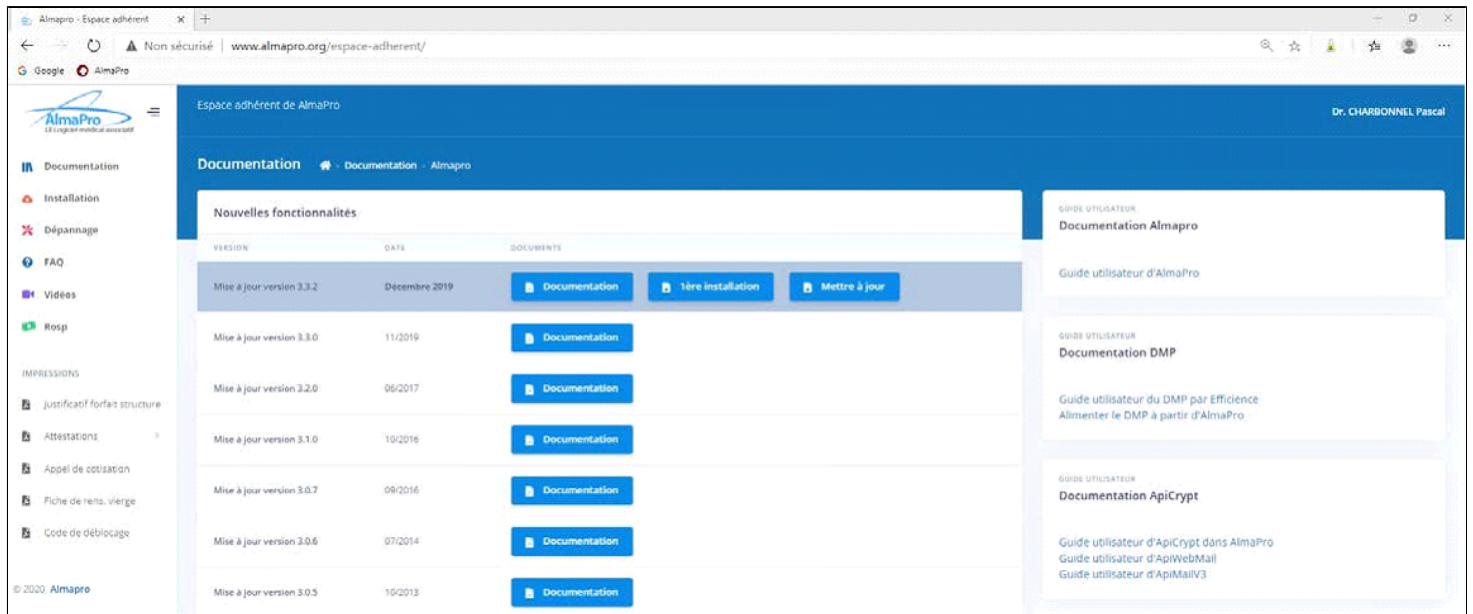 Almapro - Espace adhérent
Non sécurisé | www.almapro.org/espace-adherent/
Google AlmaPro
AlmaPro
LE Logiciel médical associatif
Espace adhérent de AlmaPro
Dr. CHARBONNEL Pascal
Documentation
Installation
Dépannage
FAQ
Vidéos
Rosp
IMPRESSIONS
Justificatif forfait structure
Attestations
Appel de cotisation
Fiche de rens. vierge
Code de déblocage
© 2020 Almapro
Documentation - Documentation - Almapro
Nouvelles fonctionnalités
VERSION DATE DOCUMENTS
Mise à jour version 3.3.2 Décembre 2019 Documentation 1ère installation Mettre à jour
Mise à jour version 3.3.0 11/2019 Documentation
Mise à jour version 3.2.0 06/2017 Documentation
Mise à jour version 3.1.0 10/2016 Documentation
Mise à jour version 3.0.7 09/2016 Documentation
Mise à jour version 3.0.6 07/2014 Documentation
Mise à jour version 3.0.5 10/2013 Documentation
GUIDE UTILISATEUR
Documentation Almapro
Guide utilisateur d'AlmaPro
GUIDE UTILISATEUR
Documentation DMP
Guide utilisateur du DMP par Efficience
Alimenter le DMP à partir d'AlmaPro
GUIDE UTILISATEUR
Documentation ApiCrypt
Guide utilisateur d'ApiCrypt dans AlmaPro
Guide utilisateur d'ApiWebMail
Guide utilisateur d'ApiMailV3